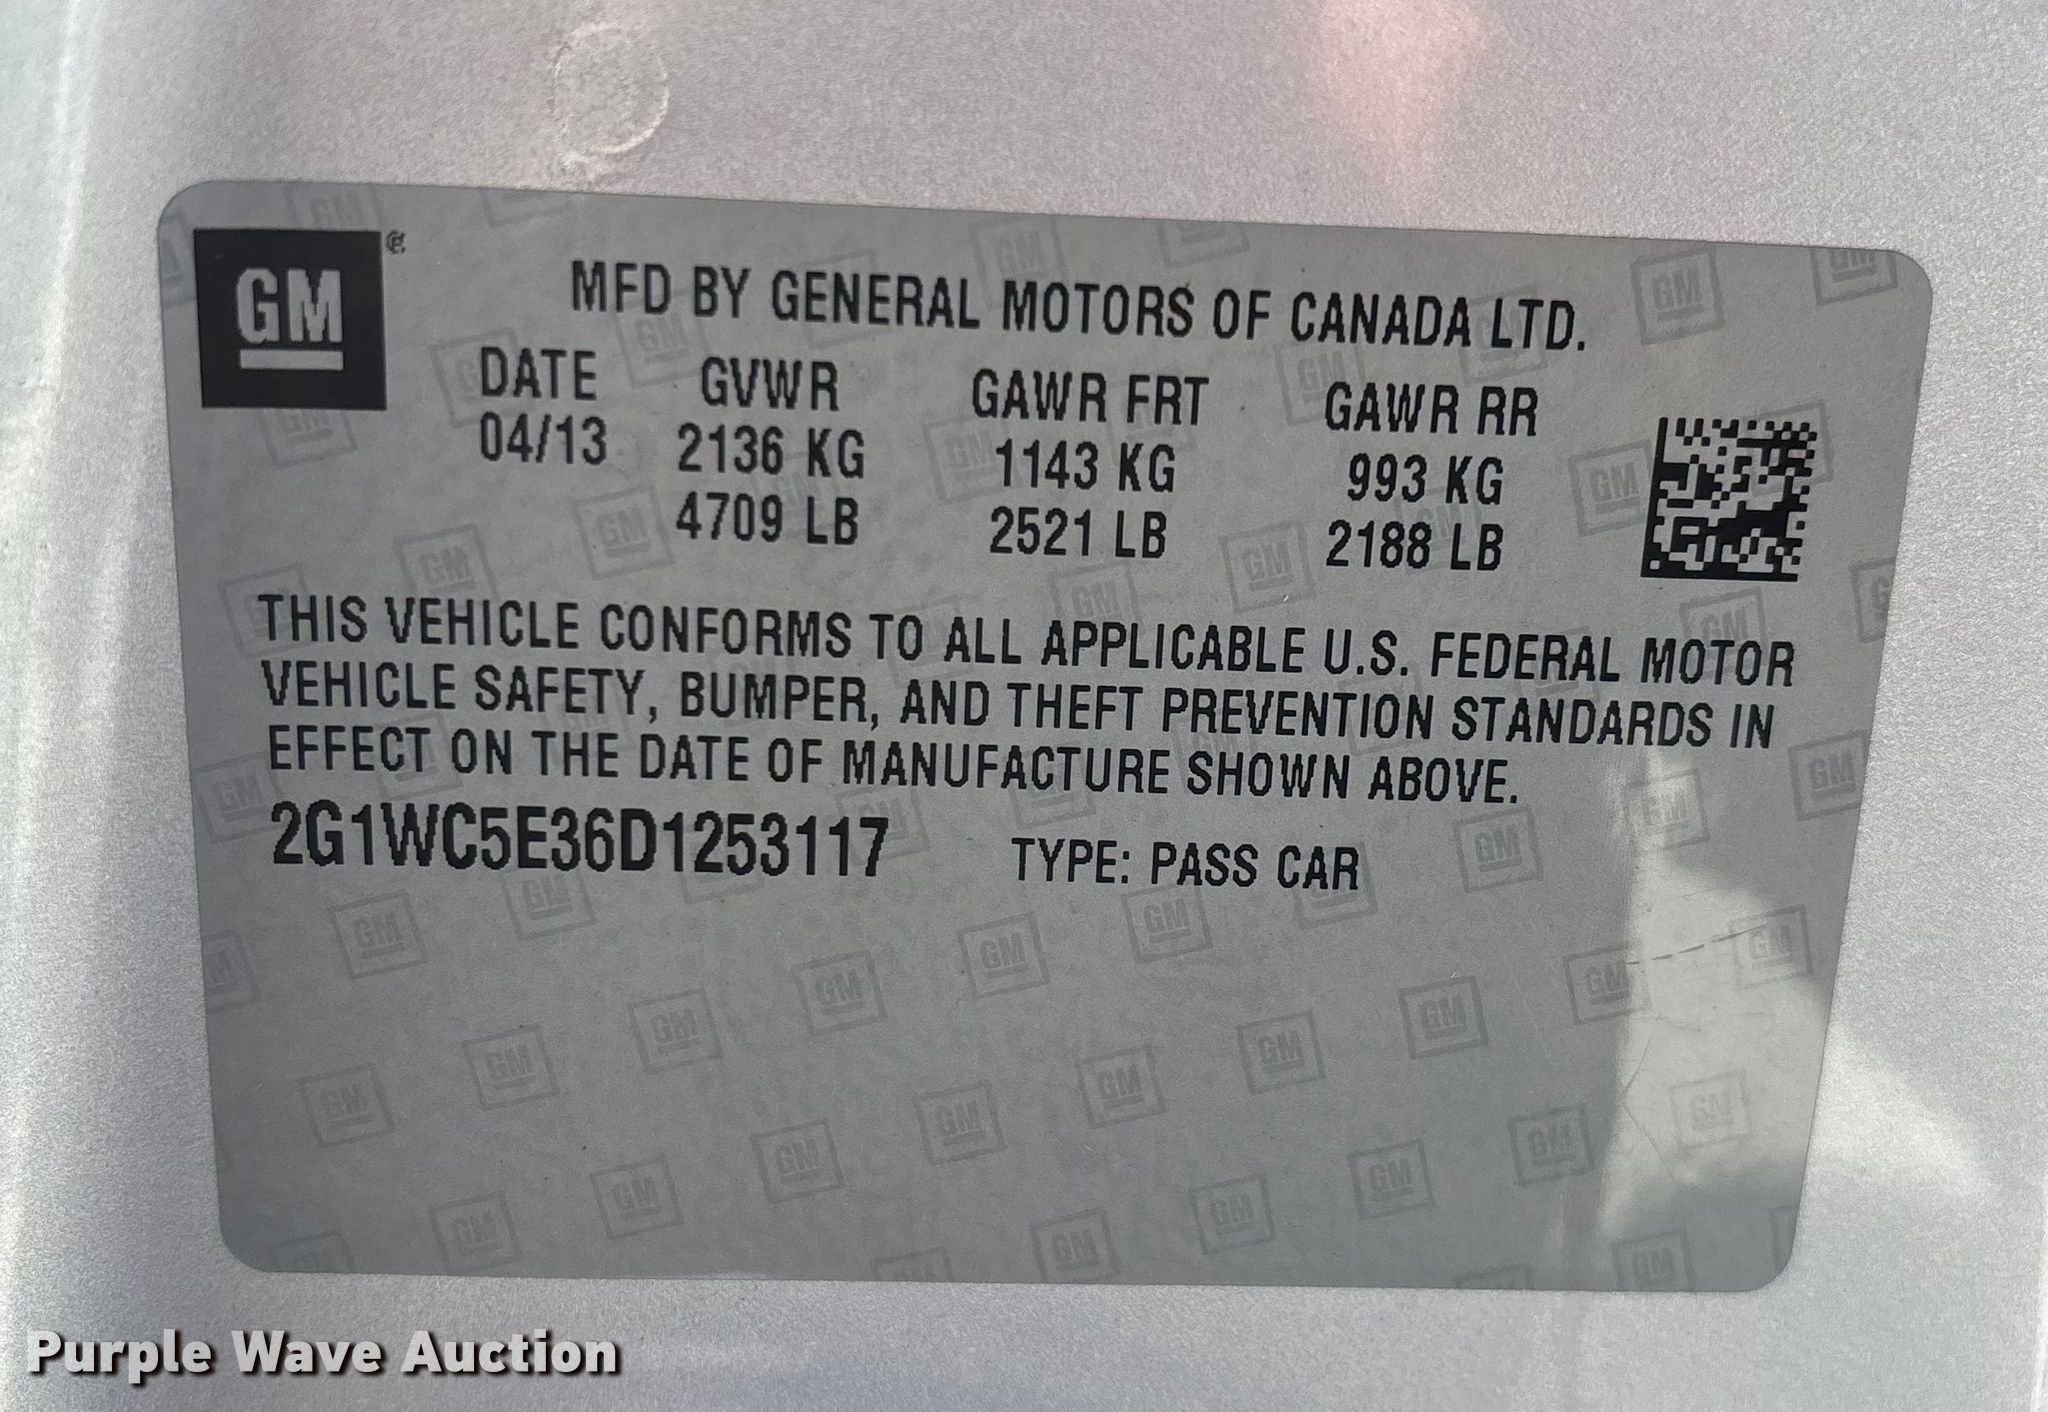 GM®
MFD BY GENERAL MOTORS OF CANADA LTD.
DATE GVWR GAWR FRT GAWR RR
04/13 2136 KG 1143 KG 993 KG
4709 LB 2521 LB 2188 LB
THIS VEHICLE CONFORMS TO ALL APPLICABLE U.S. FEDERAL MOTOR
VEHICLE SAFETY, BUMPER, AND THEFT PREVENTION STANDARDS IN
EFFECT ON THE DATE OF MANUFACTURE SHOWN ABOVE.
2G1WC5E36D1253117 TYPE: PASS CAR
Purple Wave Auction